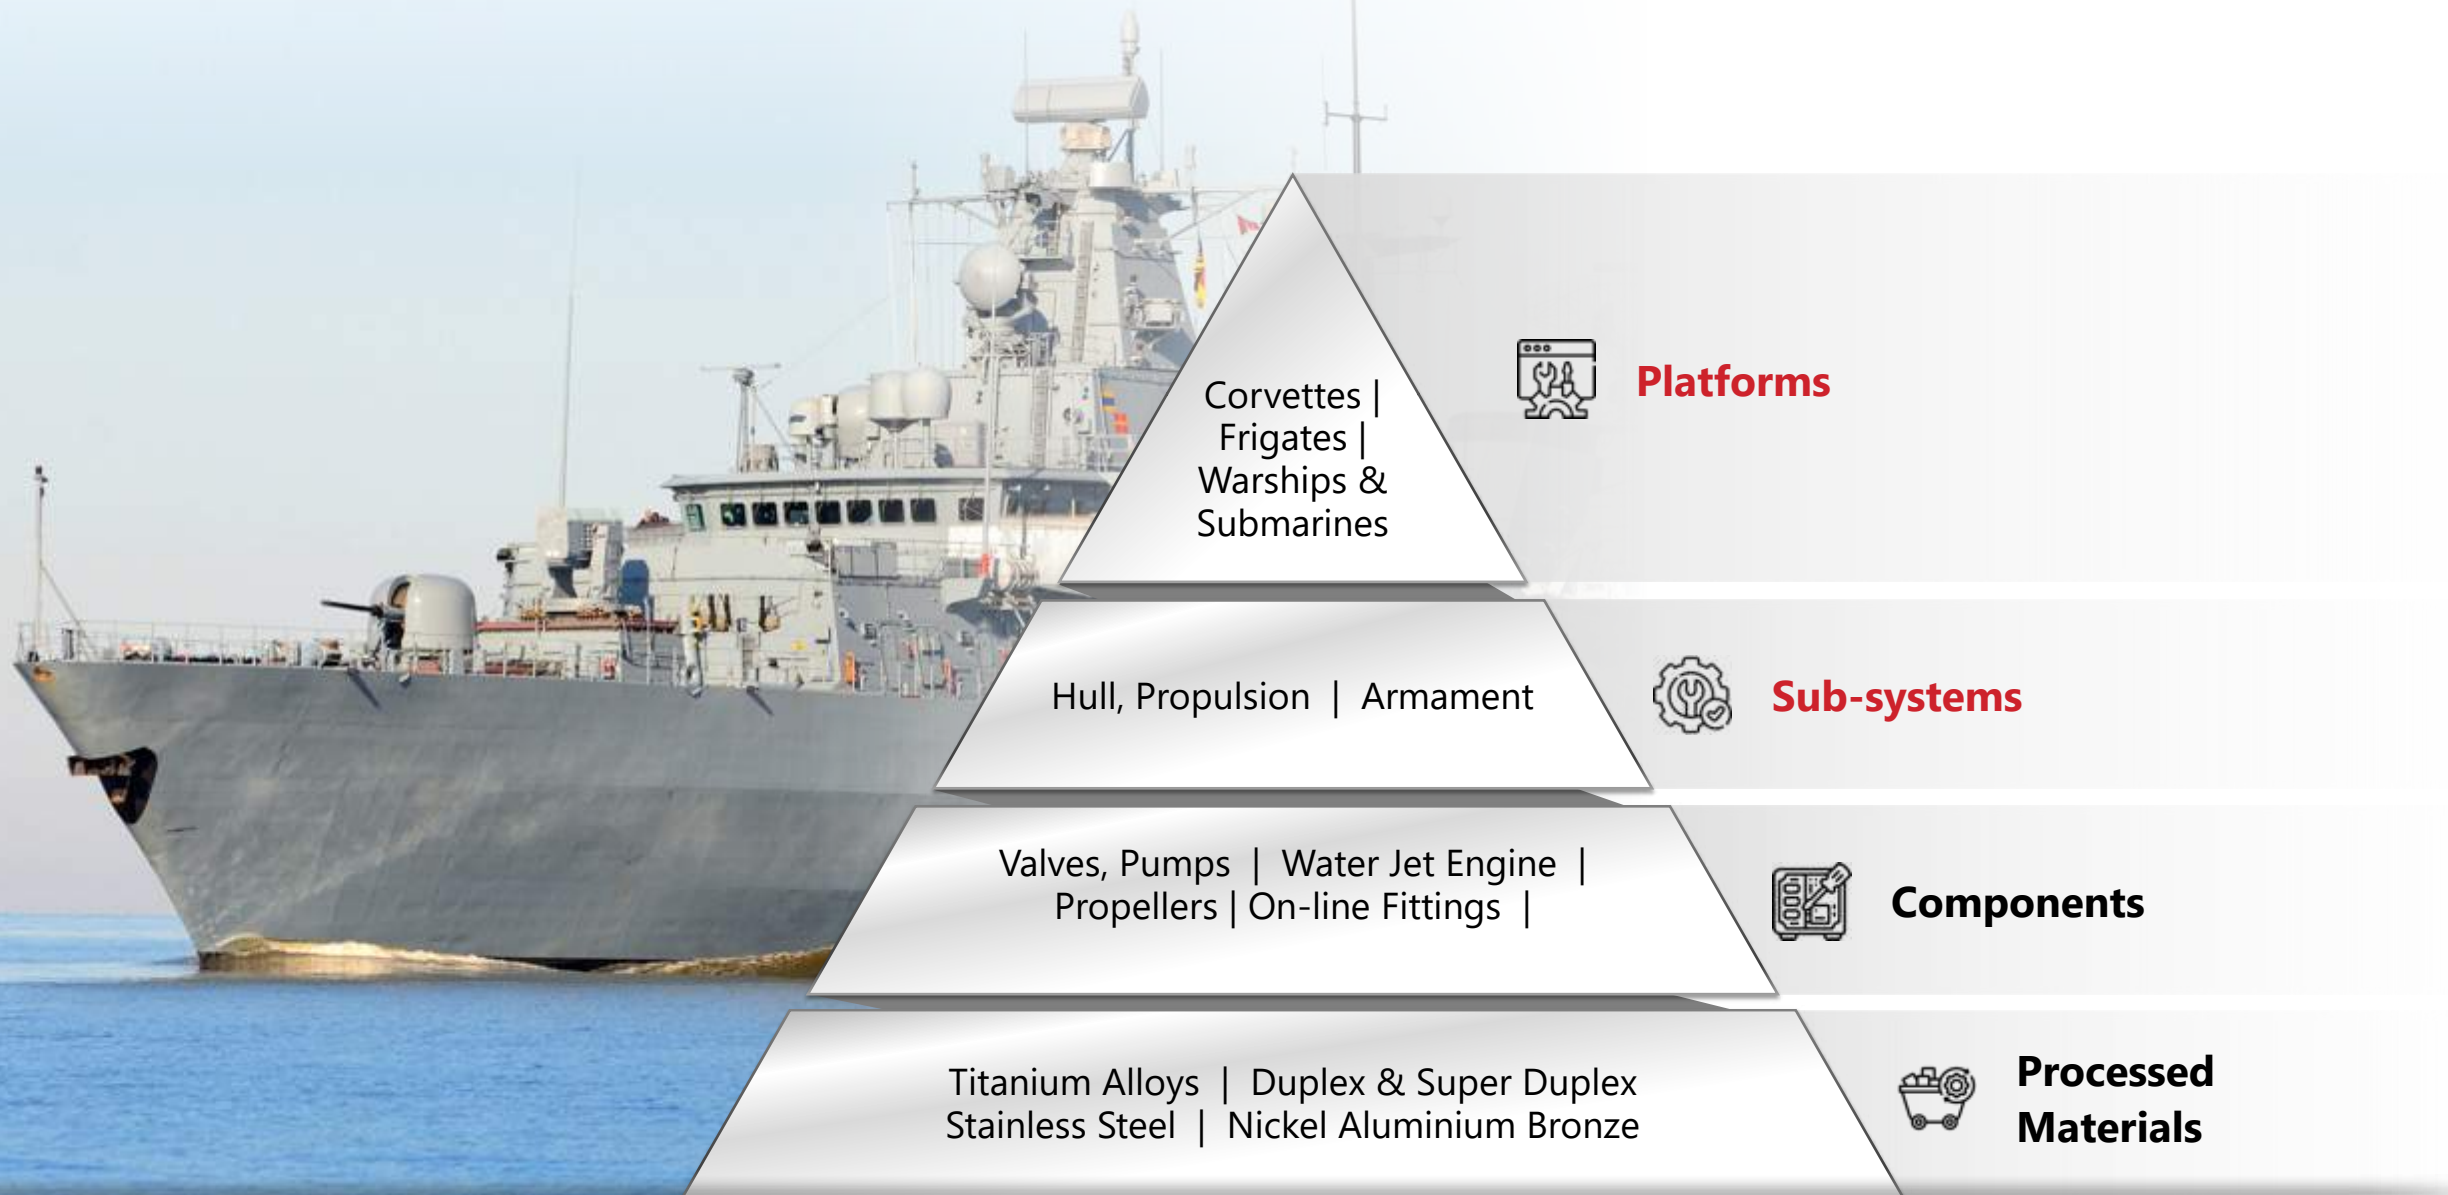 Corvettes |
Frigates |
Warships &
Submarines
Platforms
Hull, Propulsion | Armament
Sub-systems
Valves, Pumps | Water Jet Engine |
Propellers | On-line Fittings |
Components
Titanium Alloys | Duplex & Super Duplex
Stainless Steel | Nickel Aluminium Bronze
Processed
Materials